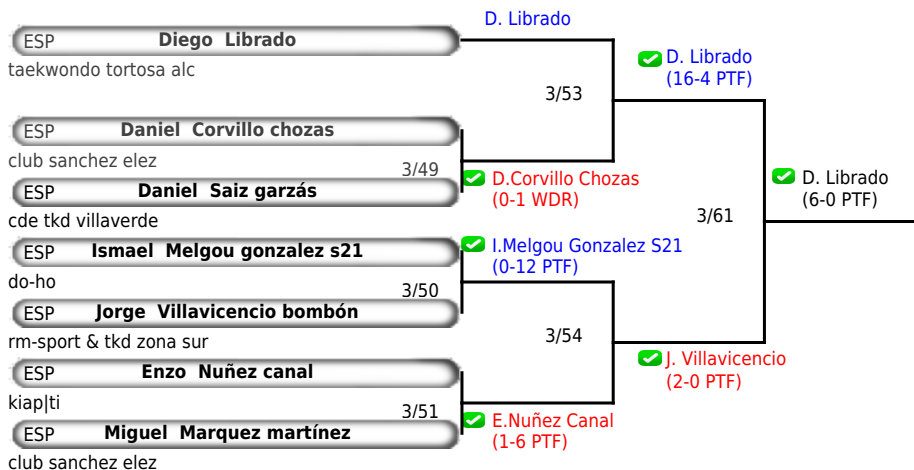 D. Librado
ESP Diego Librado
taekwondo tortosa alc
D. Librado
(16-4 PTF)
3/53
ESP Daniel Corvillo chozas
club sanchez elez
3/49
D.Corvillo Chozas
(0-1 WDR)
ESP Daniel Saiz garzás
cde tkd villaverde
D. Librado
(6-0 PTF)
3/61
ESP Ismael Melgou gonzalez s21
do-ho
I.Melgou Gonzalez S21
(0-12 PTF)
3/50
ESP Jorge Villavicencio bombón
rm-sport & tkd zona sur
3/54
J. Villavicencio
(2-0 PTF)
ESP Enzo Nuñez canal
kiap|ti
3/51
E.Nuñez Canal
(1-6 PTF)
ESP Miguel Marquez martínez
club sanchez elez